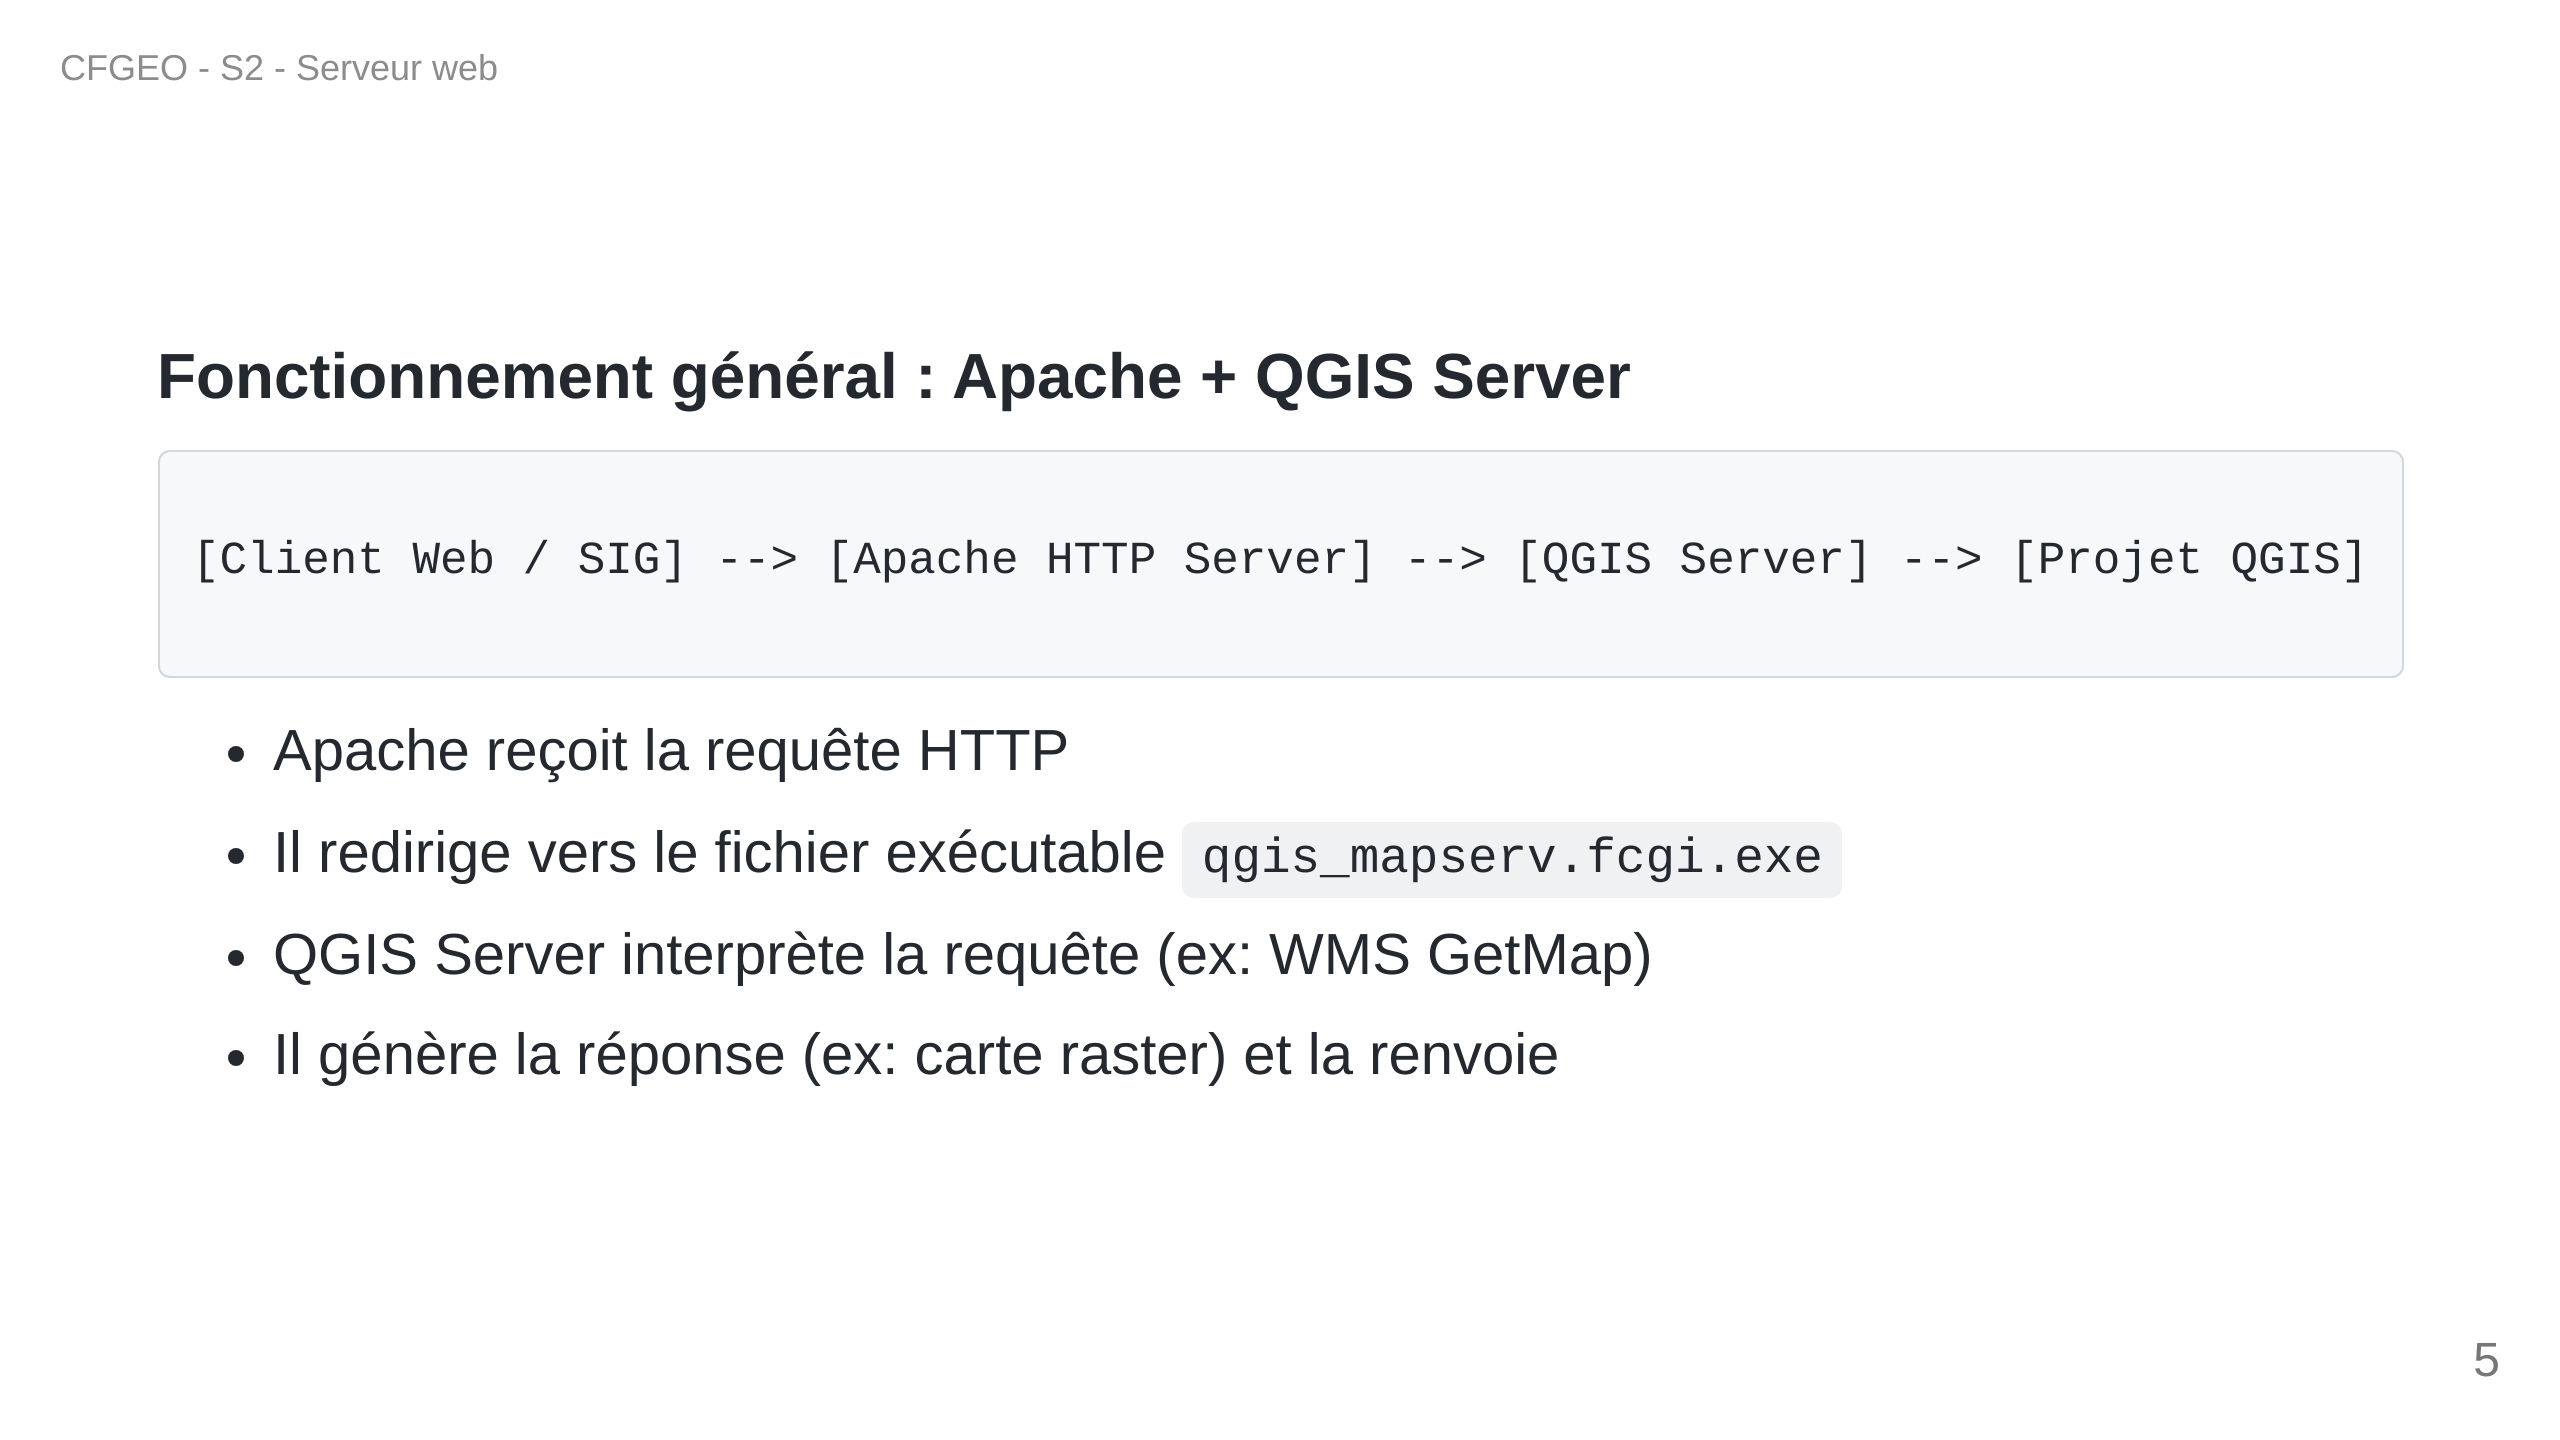 CFGEO - S2 - Serveur web
Fonctionnement général : Apache + QGIS Server
[Client Web / SIG] --> [Apache HTTP Server] --> [QGIS Server] --> [Projet QGIS]
• Apache reçoit la requête HTTP
• Il redirige vers le fichier exécutable qgis_mapserv.fcgi.exe
• QGIS Server interprète la requête (ex: WMS GetMap)
• Il génère la réponse (ex: carte raster) et la renvoie
5